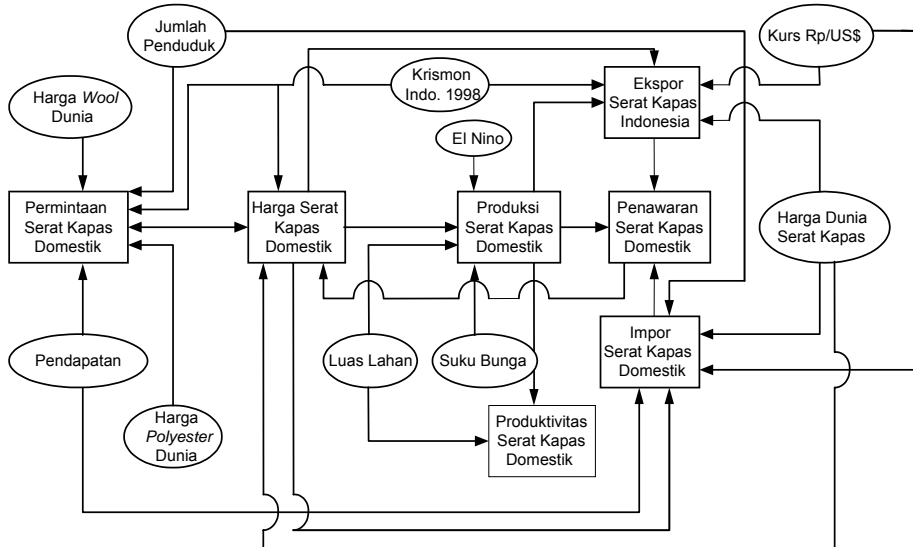 Jumlah
Penduduk
Kurs Rp/US$
Harga Wool
Dunia
Krismon
Indo. 1998
Ekspor
Serat Kapas
Indonesia
El Nino
Permintaan
Serat Kapas
Domestik
Harga Serat
Kapas
Domestik
Produksi
Serat Kapas
Domestik
Penawaran
Serat Kapas
Domestik
Harga Dunia
Serat Kapas
Pendapatan
Luas Lahan
Suku Bunga
Impor
Serat Kapas
Domestik
Harga
Polyester
Dunia
Produktivitas
Serat Kapas
Domestik